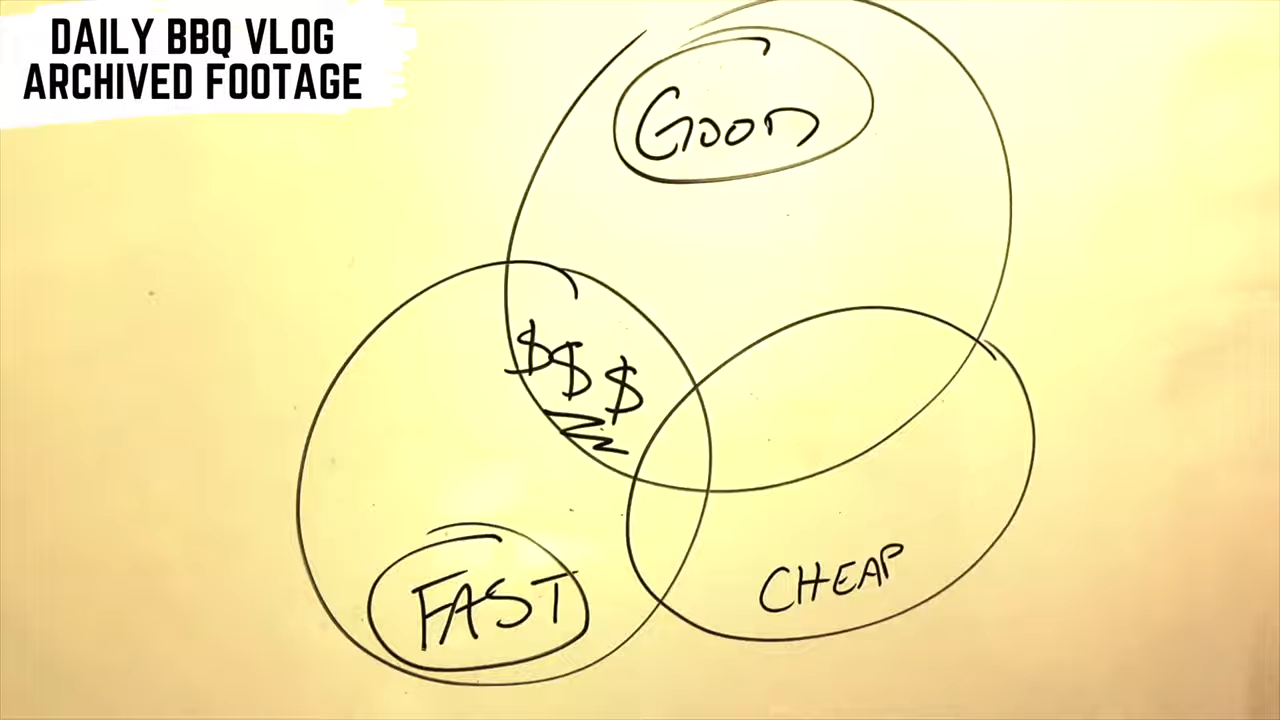 DAILY BBQ VLOG
ARCHIVED FOOTAGE
GOOD
$$$
FAST
CHEAP